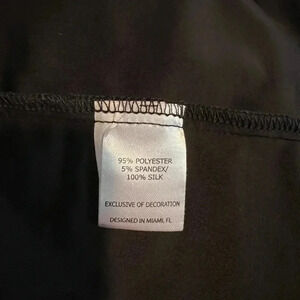 95% POLYESTER
5% SPANDEX/
100% SILK
EXCLUSIVE OF DECORATION
DESIGNED IN MIAMI, FL